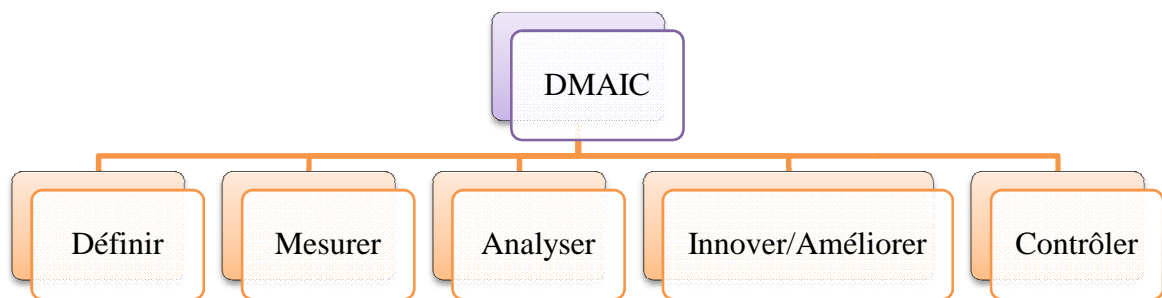 DMAIC
Définir
Mesurer
Analyser
Innover/Améliorer
Contrôler